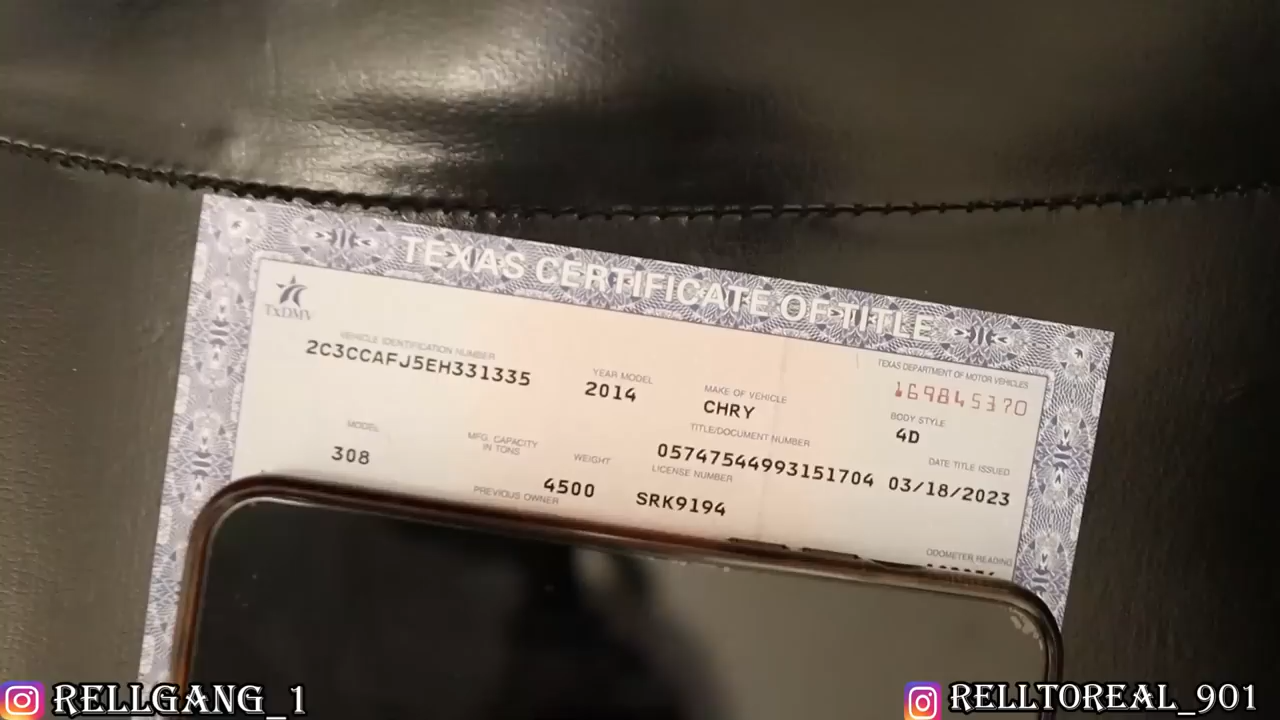 TEXAS CERTIFICATE OF TITLE
TxDMV
VEHICLE IDENTIFICATION NUMBER
2C3CCAFJ5EH331335
YEAR MODEL
2014
MAKE OF VEHICLE
CHRY
TEXAS DEPARTMENT OF MOTOR VEHICLES
169845370
BODY STYLE
4D
MODEL
308
MFG. CAPACITY
IN TONS
WEIGHT
4500
TITLE/DOCUMENT NUMBER
05747544993151704
DATE TITLE ISSUED
03/18/2023
LICENSE NUMBER
SRK9194
PREVIOUS OWNER
ODOMETER READING
RELLGANG_1
RELLTOREAL_901